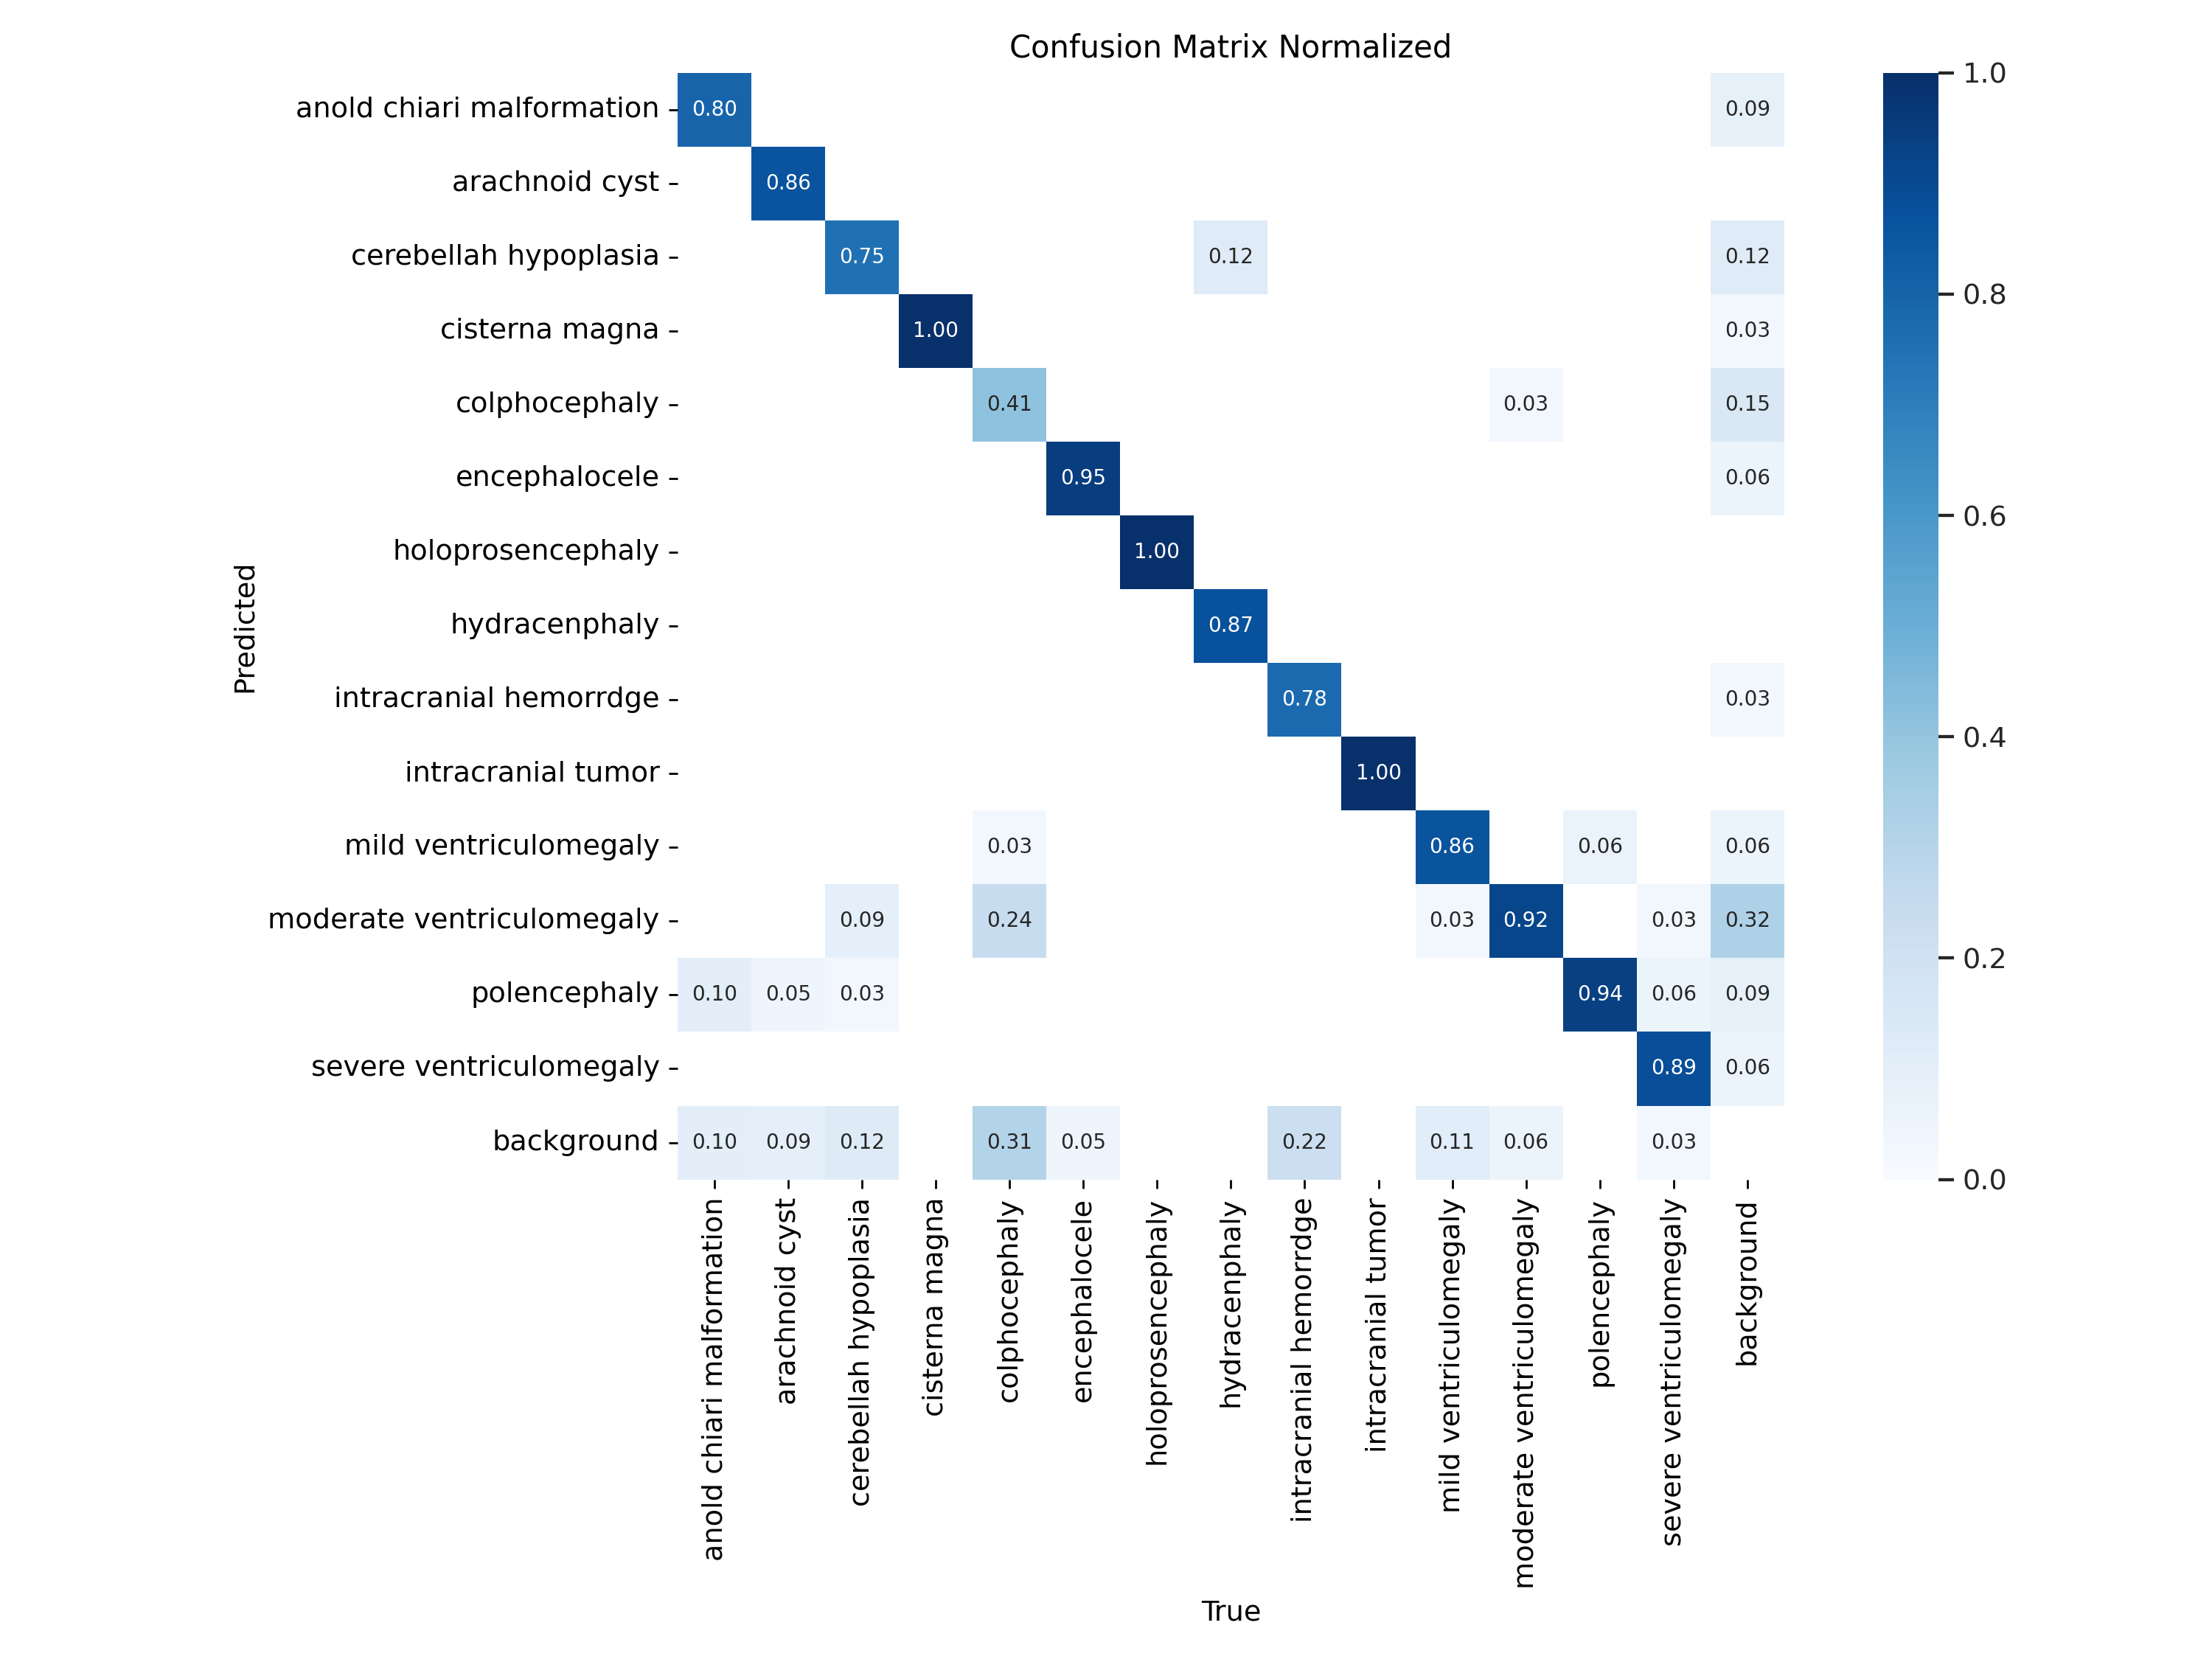 Confusion Matrix Normalized
anold chiari malformation 0.80 0.09
arachnoid cyst 0.86
cerebellah hypoplasia 0.75 0.12 0.12
cisterna magna 1.00 0.03
colphocephaly 0.41 0.03 0.15
encephalocele 0.95 0.06
holoprosencephaly 1.00
hydracenphaly 0.87
intracranial hemorrdge 0.78 0.03
intracranial tumor 1.00
mild ventriculomegaly 0.03 0.86 0.06 0.06
moderate ventriculomegaly 0.09 0.24 0.03 0.92 0.03 0.32
polencephaly 0.10 0.05 0.03 0.94 0.06 0.09
severe ventriculomegaly 0.89 0.06
background 0.10 0.09 0.12 0.31 0.05 0.22 0.11 0.06 0.03
Predicted
anold chiari malformation
arachnoid cyst
cerebellah hypoplasia
cisterna magna
colphocephaly
encephalocele
holoprosencephaly
hydracenphaly
intracranial hemorrdge
intracranial tumor
mild ventriculomegaly
moderate ventriculomegaly
polencephaly
severe ventriculomegaly
background
True
1.0
0.8
0.6
0.4
0.2
0.0